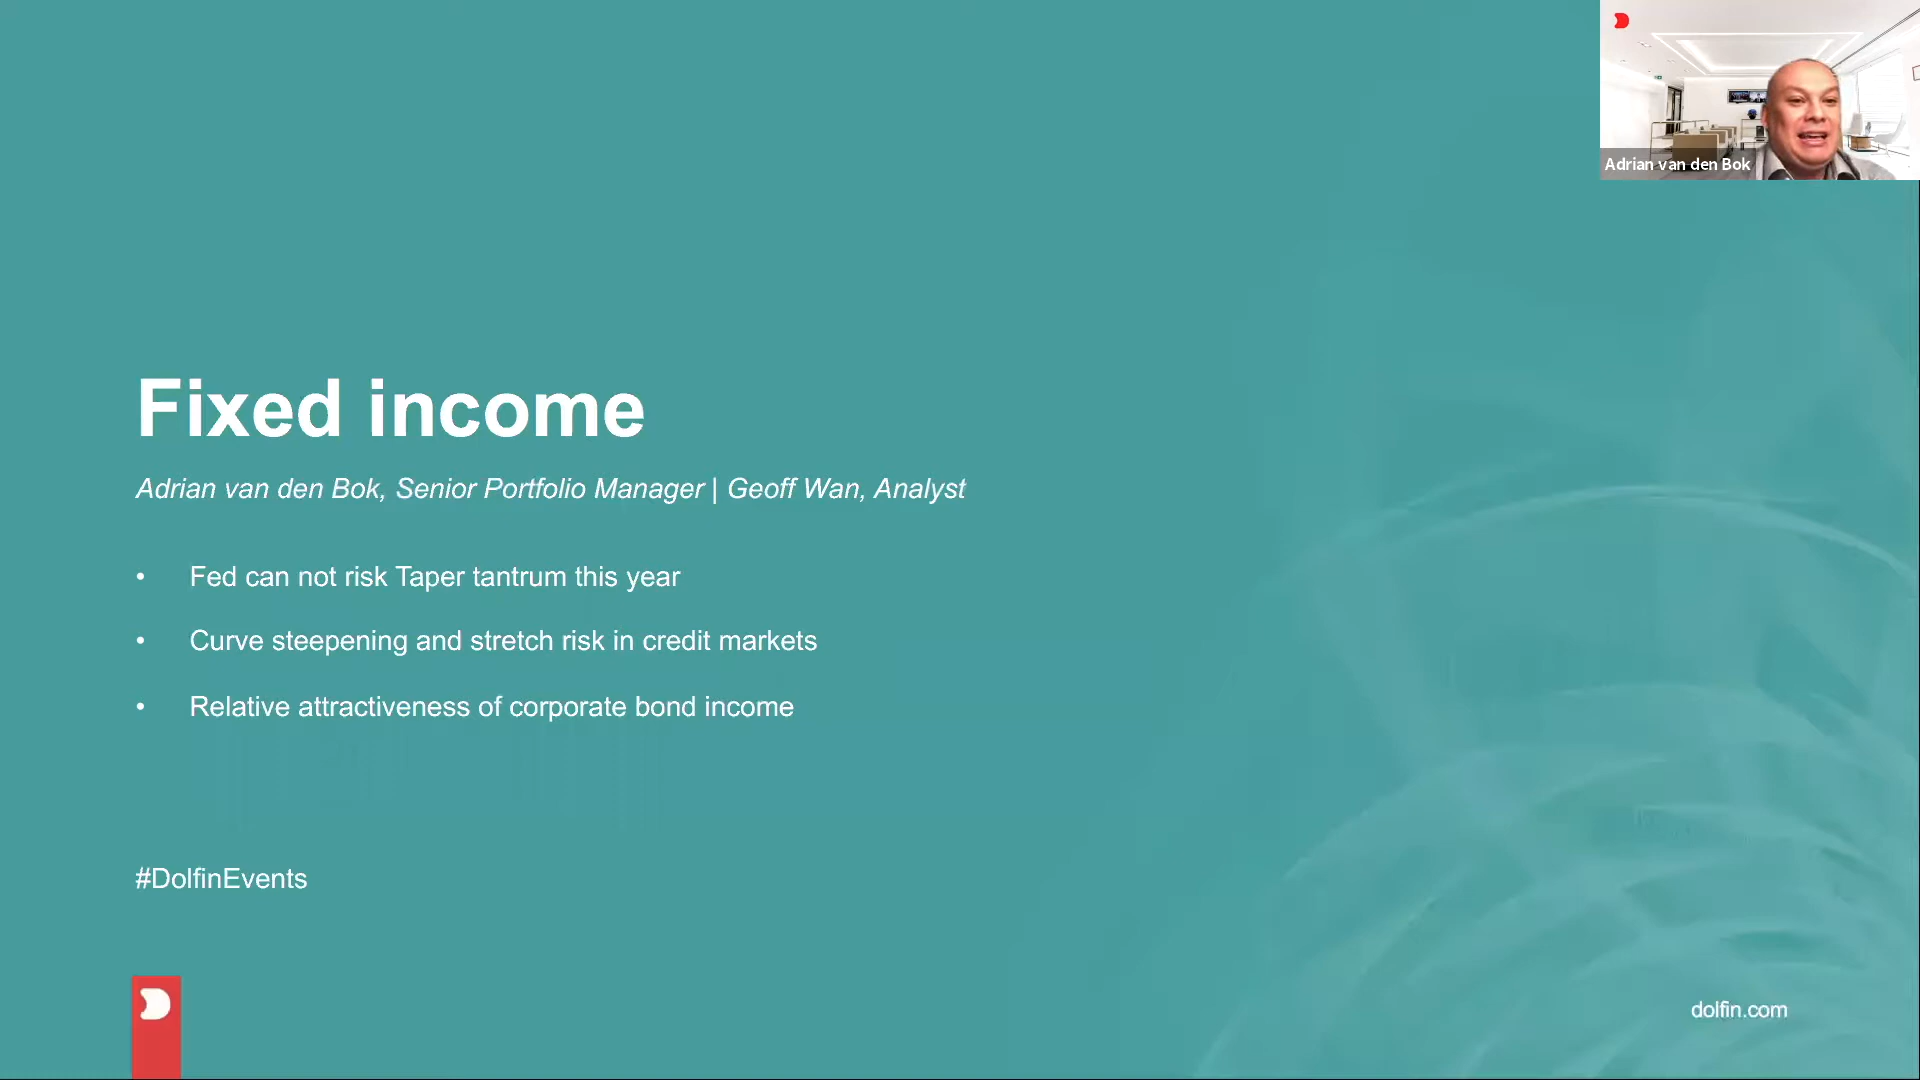 Adrian van den Bok
Fixed income
Adrian van den Bok, Senior Portfolio Manager | Geoff Wan, Analyst
• Fed can not risk Taper tantrum this year
• Curve steepening and stretch risk in credit markets
• Relative attractiveness of corporate bond income
#DolfinEvents
dolfin.com